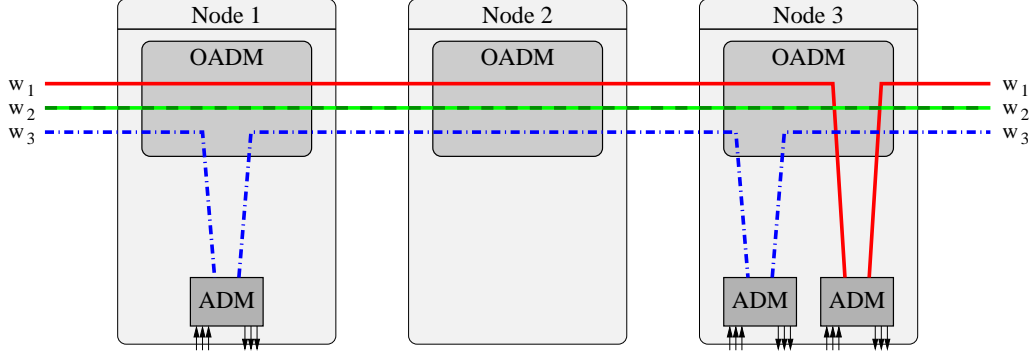 Node 1 Node 2 Node 3
OADM OADM OADM
w1 w1
w2 w2
w3 w3
ADM ADM ADM